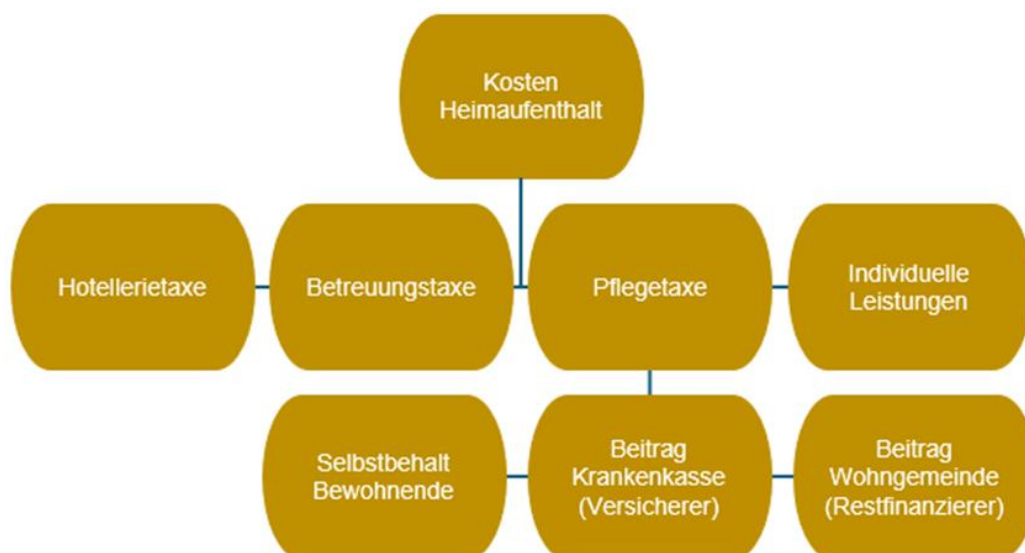 Kosten
Heimaufenthalt
Hotellerietaxe
Betreuungstaxe
Pflegetaxe
Individuelle
Leistungen
Selbstbehalt
Bewohnende
Beitrag
Krankenkasse
(Versicherer)
Beitrag
Wohngemeinde
(Restfinanzierer)